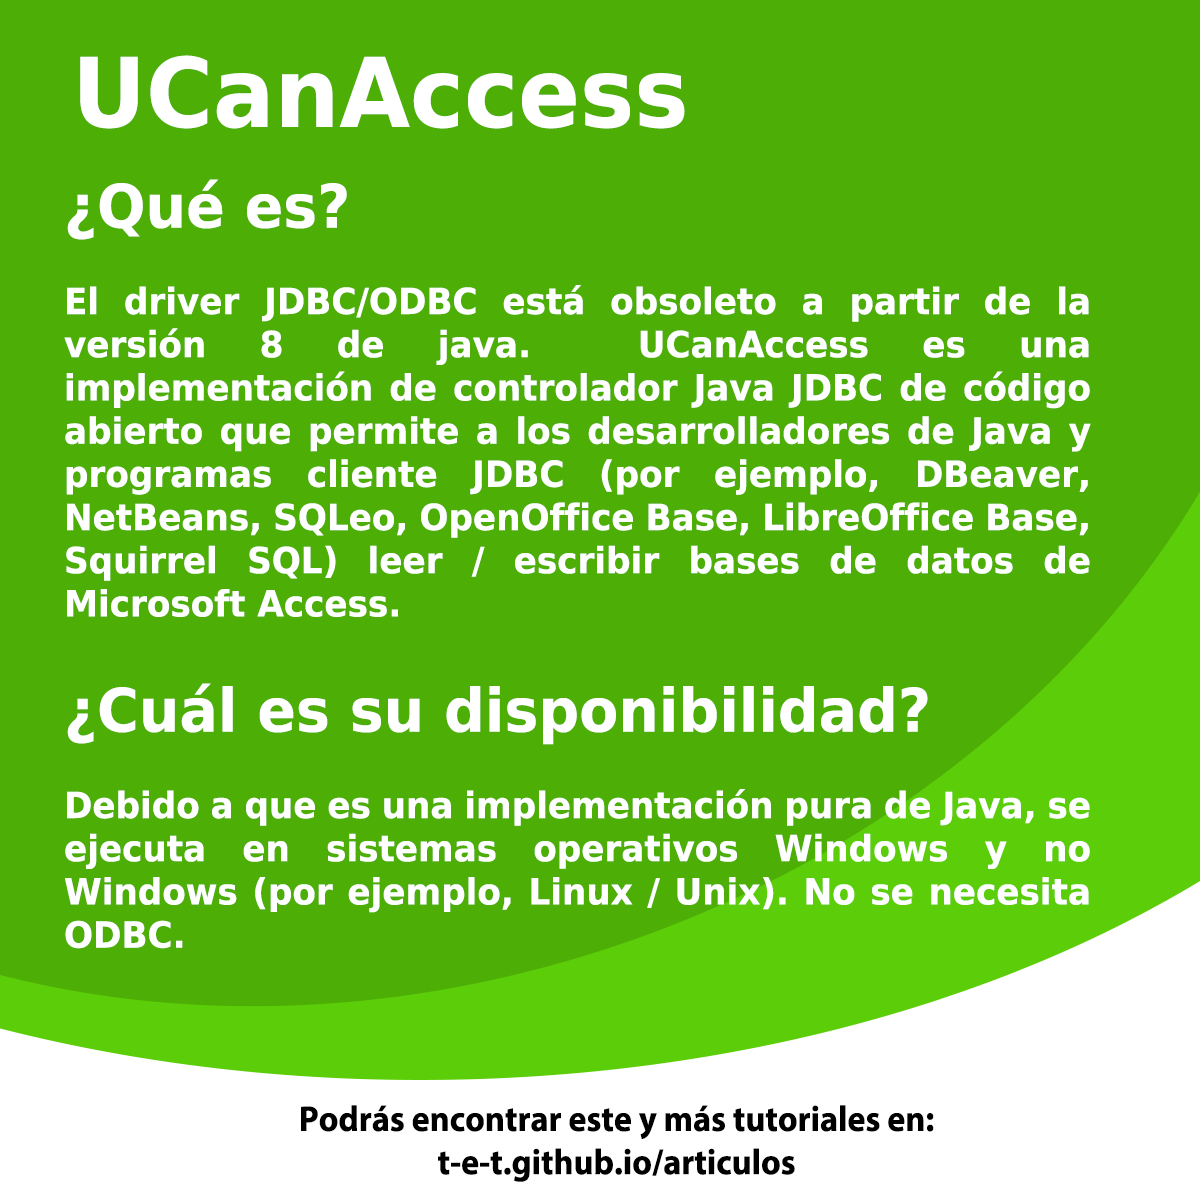 UCanAccess
¿Qué es?
El driver JDBC/ODBC está obsoleto a partir de la
versión 8 de java. UCanAccess es una
implementación de controlador Java JDBC de código
abierto que permite a los desarrolladores de Java y
programas cliente JDBC (por ejemplo, DBeaver,
NetBeans, SQLeo, OpenOffice Base, LibreOffice Base,
Squirrel SQL) leer / escribir bases de datos de
Microsoft Access.
¿Cuál es su disponibilidad?
Debido a que es una implementación pura de Java, se
ejecuta en sistemas operativos Windows y no
Windows (por ejemplo, Linux / Unix). No se necesita
ODBC.
Podrás encontrar este y más tutoriales en:
t-e-t.github.io/articulos